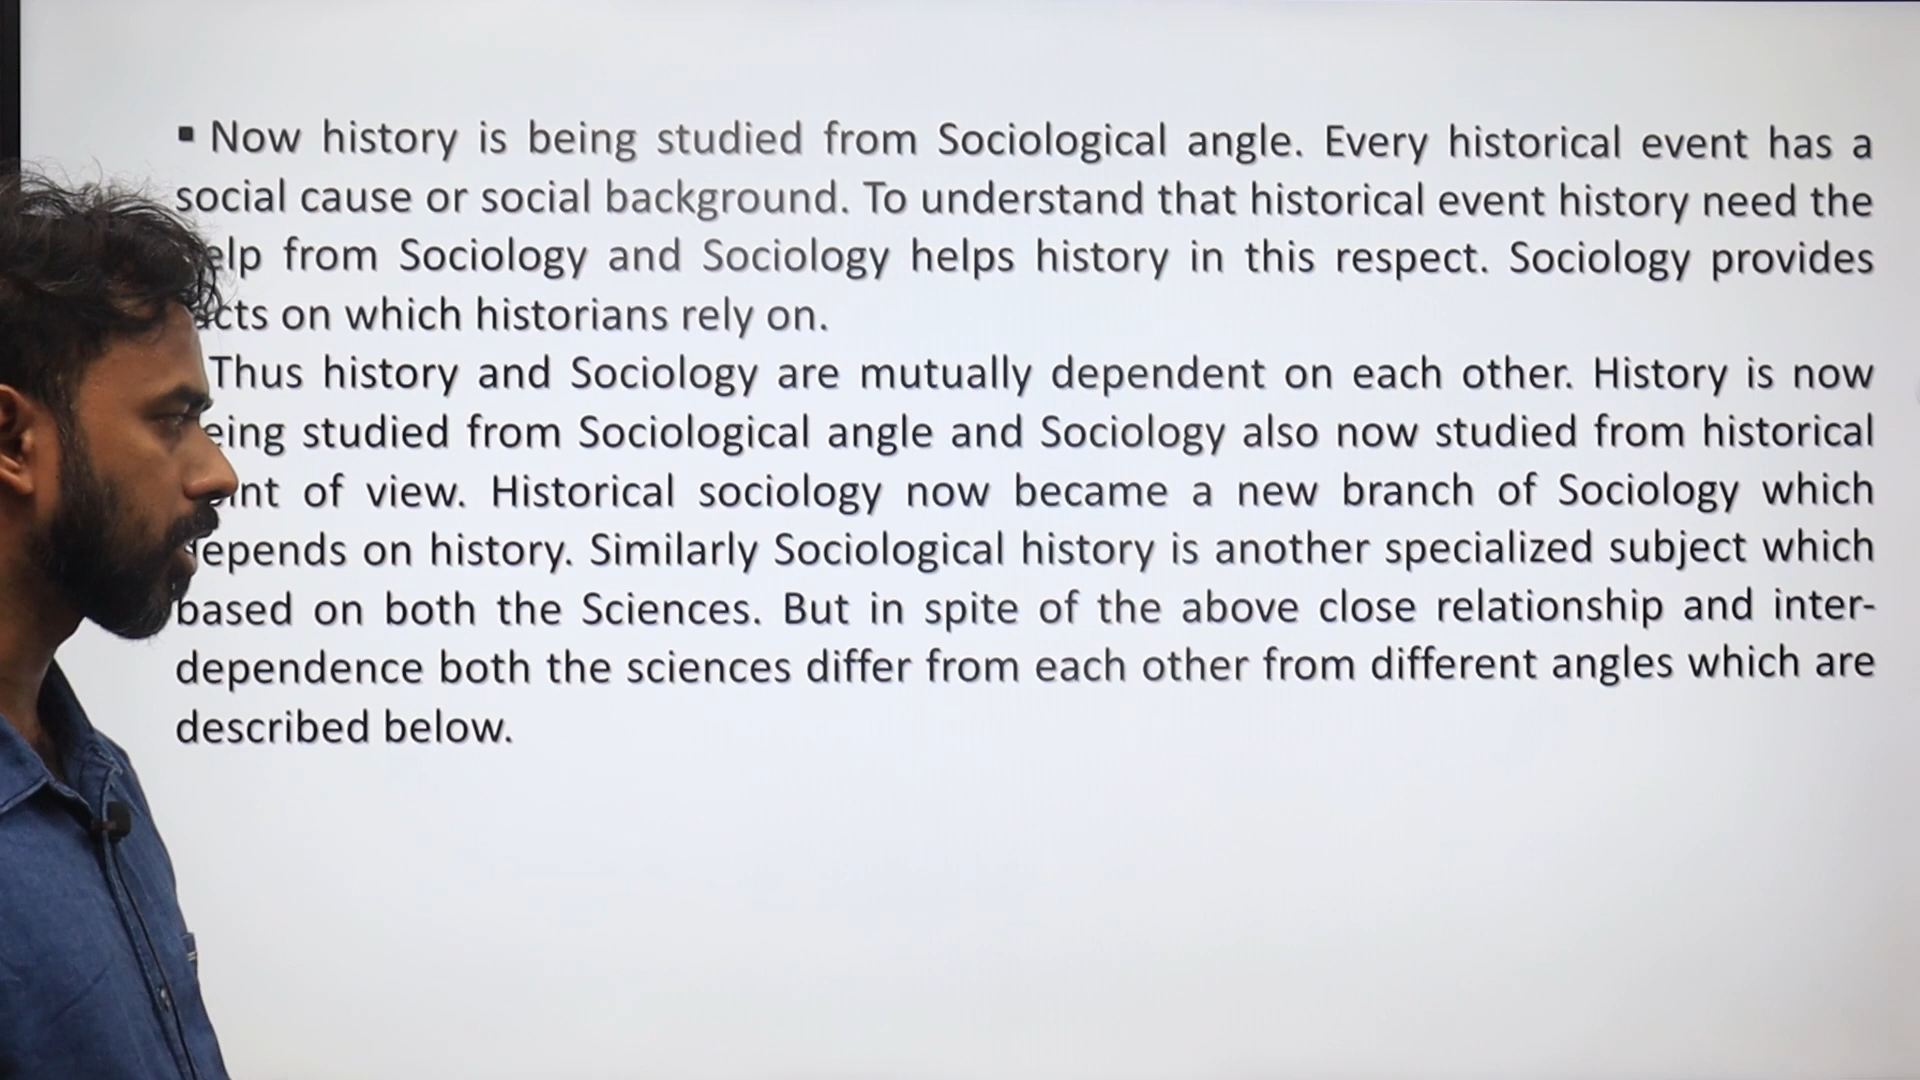 ▪ Now history is being studied from Sociological angle. Every historical event has a
social cause or social background. To understand that historical event history need the
elp from Sociology and Sociology helps history in this respect. Sociology provides
cts on which historians rely on.
Thus history and Sociology are mutually dependent on each other. History is now
eing studied from Sociological angle and Sociology also now studied from historical
nt of view. Historical sociology now became a new branch of Sociology which
depends on history. Similarly Sociological history is another specialized subject which
based on both the Sciences. But in spite of the above close relationship and inter-
dependence both the sciences differ from each other from different angles which are
described below.